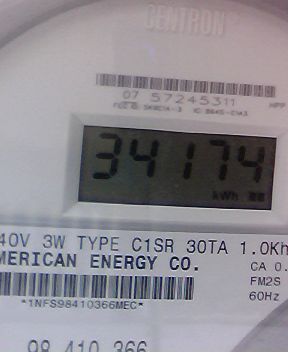 CENTRON
07 57245311 HPP
34174
kWh
40V 3W TYPE C1SR 30TA 1.0Kh
MERICAN ENERGY CO.
CA 0.
FM2S
60Hz
*1NFS98410366MEC*
98 410 366